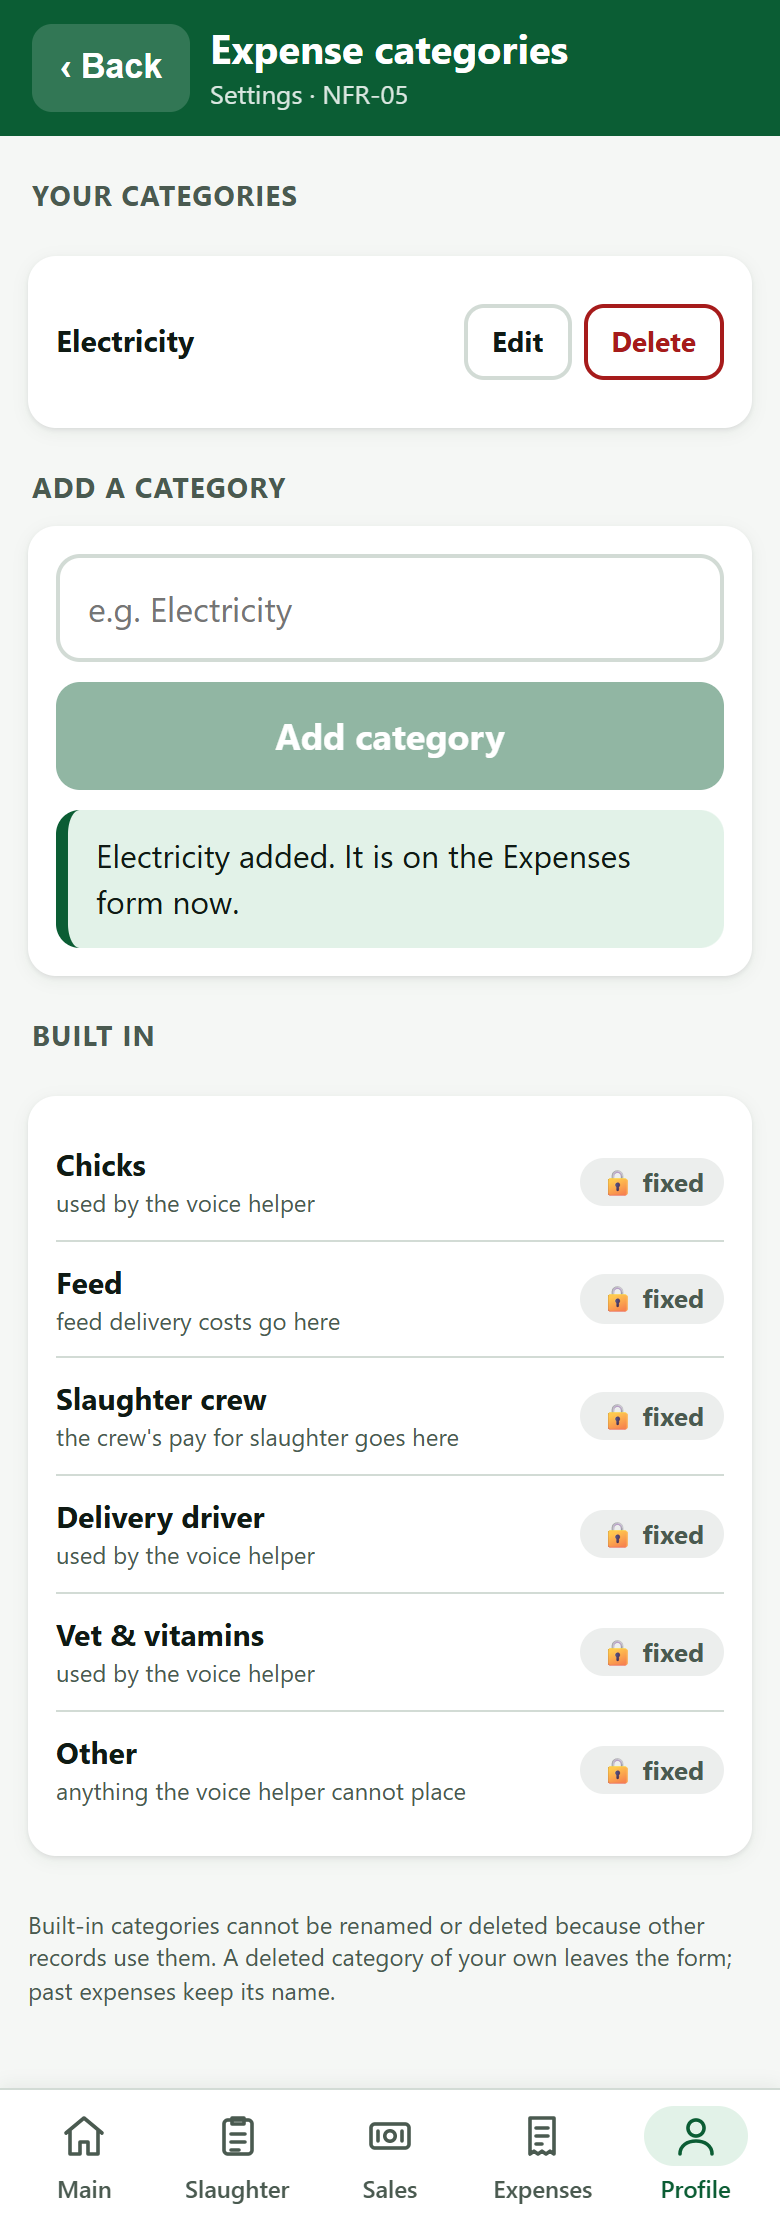 ‹ Back
Expense categories
Settings · NFR-05
YOUR CATEGORIES
Electricity
Edit
Delete
ADD A CATEGORY
e.g. Electricity
Add category
Electricity added. It is on the Expenses
form now.
BUILT IN
Chicks
used by the voice helper
fixed
Feed
feed delivery costs go here
fixed
Slaughter crew
the crew's pay for slaughter goes here
fixed
Delivery driver
used by the voice helper
fixed
Vet & vitamins
used by the voice helper
fixed
Other
anything the voice helper cannot place
fixed
Built-in categories cannot be renamed or deleted because other
records use them. A deleted category of your own leaves the form;
past expenses keep its name.
Main
Slaughter
Sales
Expenses
Profile